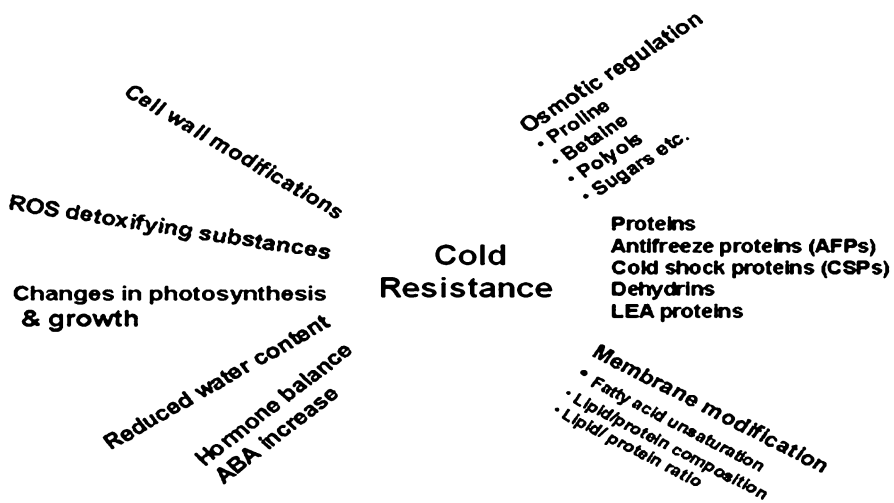 Cell wall modifications
ROS detoxifying substances
Changes in photosynthesis
& growth
Reduced water content
Hormone balance
ABA increase
Cold
Resistance
Osmotic regulation
• Proline
• Betaine
• Polyols
• Sugars etc.
Proteins
Antifreeze proteins (AFPs)
Cold shock proteins (CSPs)
Dehydrins
LEA proteins
Membrane modification
• Fatty acid unsaturation
• Lipid/protein composition
• Lipid/ protein ratio